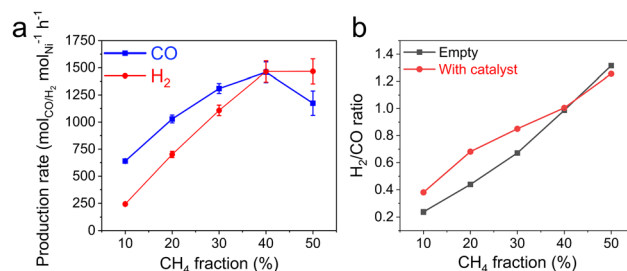 a
Production rate (mol_CO/H₂ mol_Ni⁻¹ h⁻¹)
1750
1500
1250
1000
750
500
250
0
CO
H₂
10 20 30 40 50
CH₄ fraction (%)
b
H₂/CO ratio
1.4
1.2
1.0
0.8
0.6
0.4
0.2
Empty
With catalyst
10 20 30 40 50
CH₄ fraction (%)